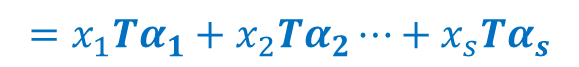 = x₁Tα₁ + x₂Tα₂ ⋯ + xₛTαₛ